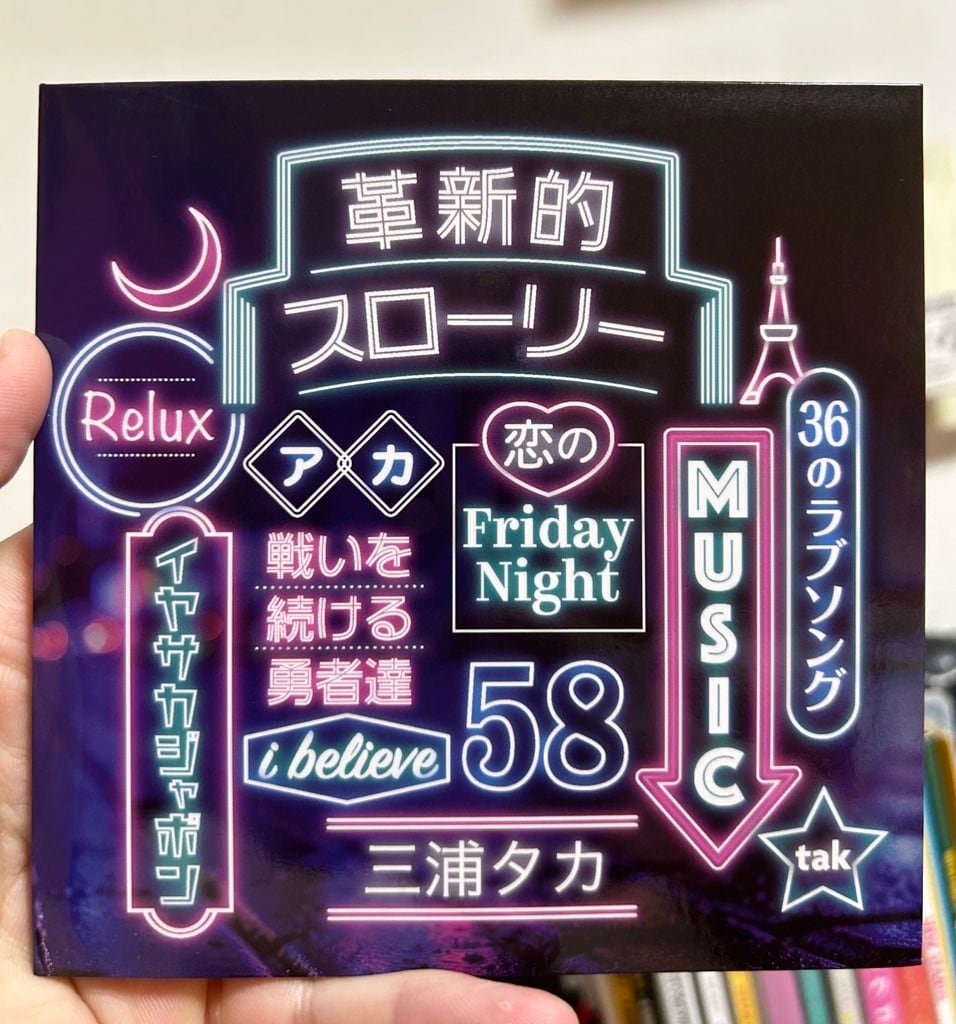 革新的
スローリー
Relux
アカ
恋の
Friday
Night
MUSIC
36のラブソング
イヤサカジャポン
戦いを
続ける
勇者達
58
i believe
三浦タカ
tak